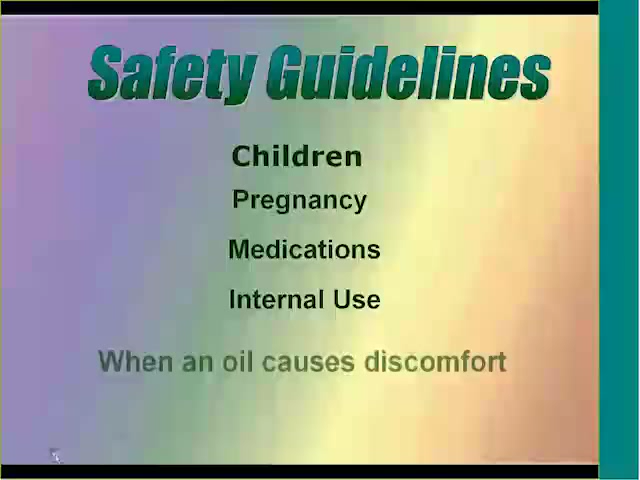 Safety Guidelines
Children
Pregnancy
Medications
Internal Use
When an oil causes discomfort